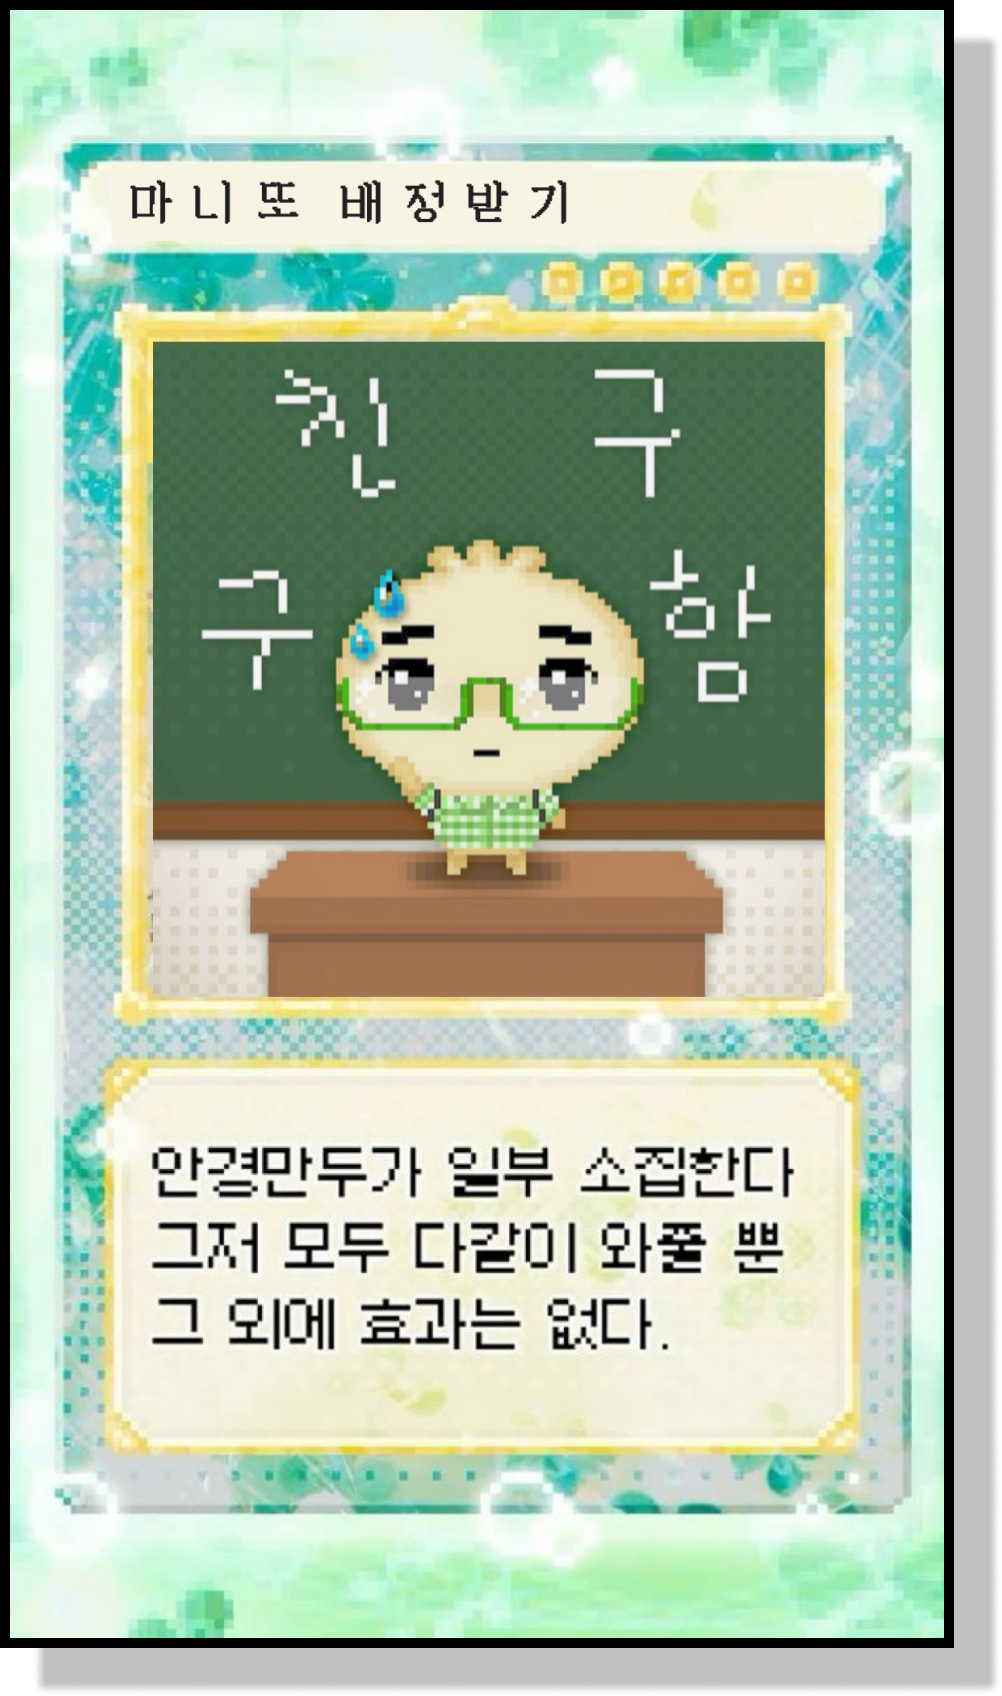 마니또 배정받기
친구
구함
안경만두가 일부 소집한다
그저 모두 다같이 와쭐 뿐
그 외에 효과는 없다.